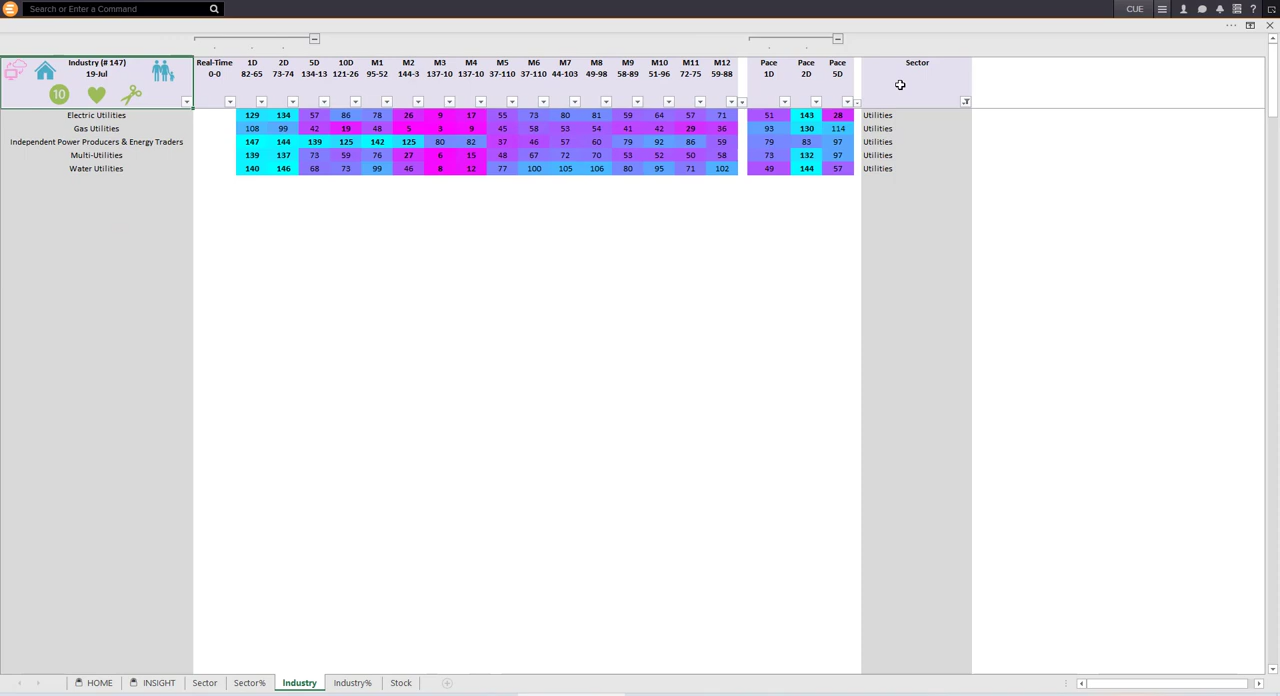 Search or Enter a Command
CUE
Industry (# 147) Real-Time 1D 2D 5D 10D M1 M2 M3 M4 M5 M6 M7 M8 M9 M10 M11 M12 Pace Pace Pace Sector
19-Jul 0-0 82-65 73-74 134-13 121-26 95-52 144-3 137-10 137-10 37-110 37-110 44-103 49-98 58-89 51-96 72-75 59-88 1D 2D 5D
10
Electric Utilities 129 134 57 86 78 26 9 17 55 73 80 81 59 64 57 71 51 143 28 Utilities
Gas Utilities 108 99 42 19 48 5 3 9 45 58 53 54 41 42 29 36 93 130 114 Utilities
Independent Power Producers & Energy Traders 147 144 139 125 142 125 80 82 37 46 57 60 79 92 86 59 79 83 97 Utilities
Multi-Utilities 139 137 73 59 76 27 6 15 48 67 72 70 53 52 50 58 73 132 97 Utilities
Water Utilities 140 146 68 73 99 46 8 12 77 100 105 106 80 95 71 102 49 144 57 Utilities
HOME INSIGHT Sector Sector% Industry Industry% Stock